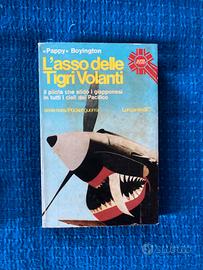 «Pappy» Boyington
L'asso delle
Tigri Volanti
il pilota che sfidò i giapponesi
in tutti i cieli del Pacifico
Longanesi & C.